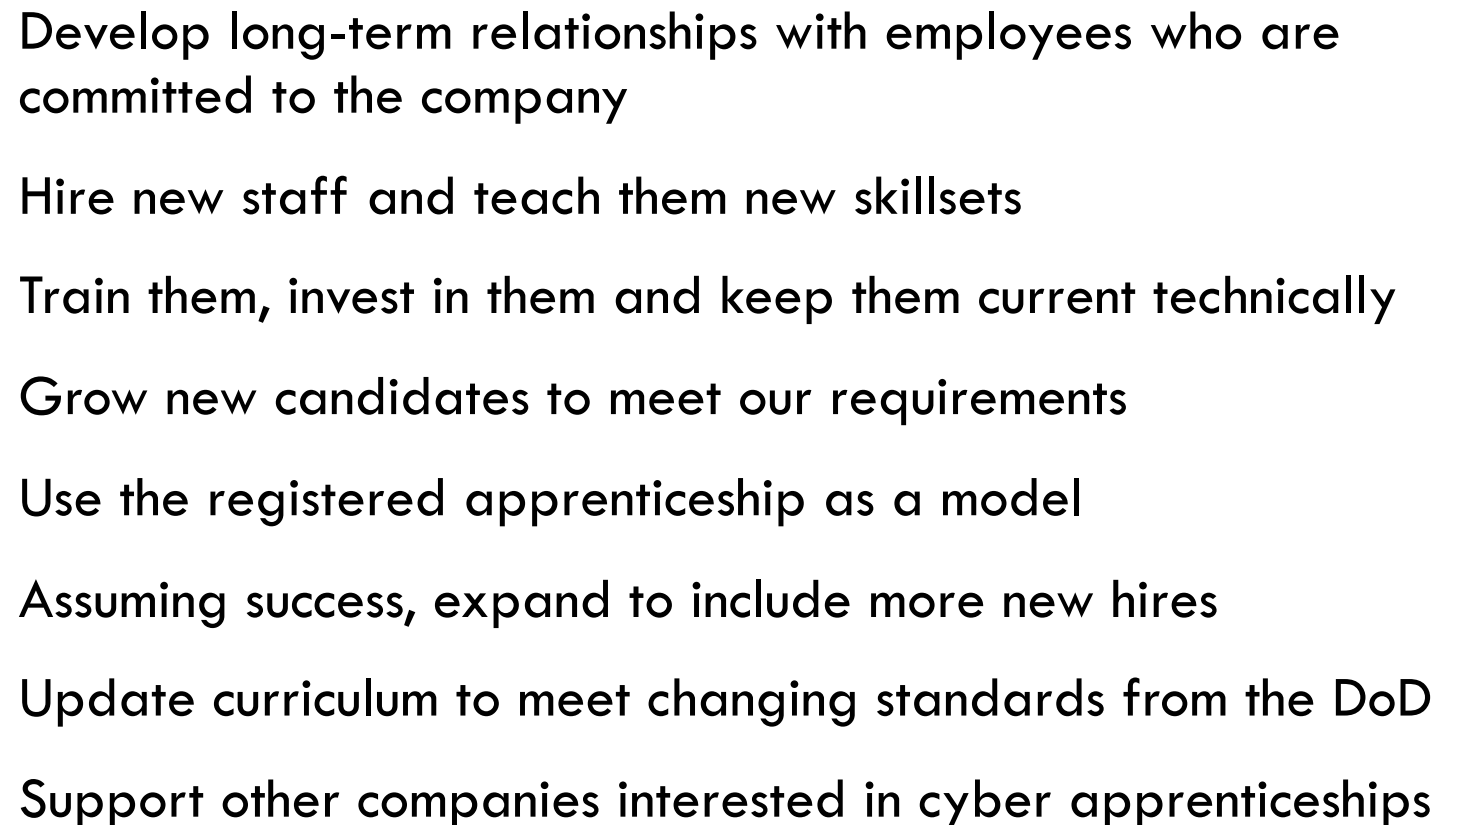 Develop long-term relationships with employees who are
committed to the company
Hire new staff and teach them new skillsets
Train them, invest in them and keep them current technically
Grow new candidates to meet our requirements
Use the registered apprenticeship as a model
Assuming success, expand to include more new hires
Update curriculum to meet changing standards from the DoD
Support other companies interested in cyber apprenticeships